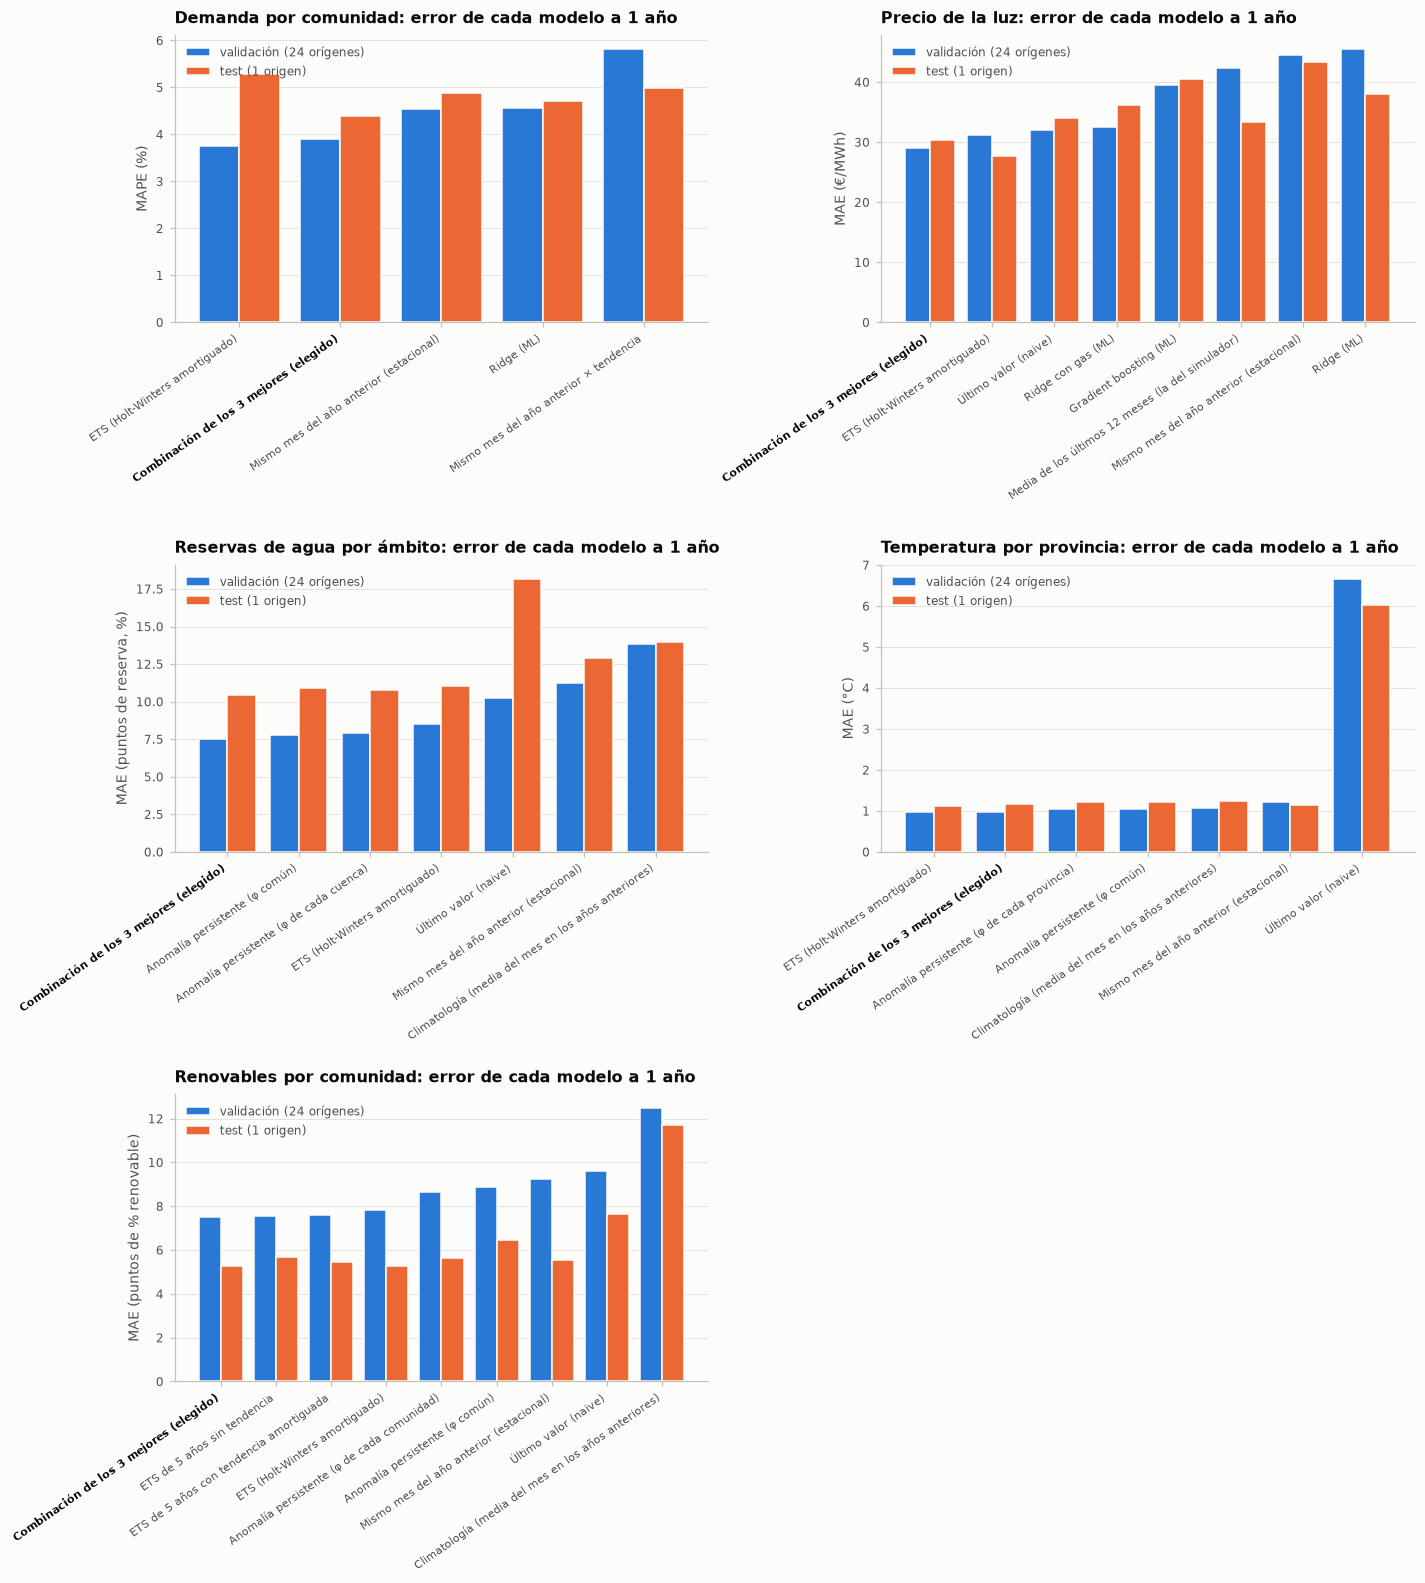 Demanda por comunidad: error de cada modelo a 1 año
validación (24 orígenes)
test (1 origen)
MAPE (%)
6
5
4
3
2
1
0
ETS (Holt-Winters amortiguado)
Combinación de los 3 mejores (elegido)
Mismo mes del año anterior (estacional)
Ridge (ML)
Mismo mes del año anterior × tendencia
Precio de la luz: error de cada modelo a 1 año
validación (24 orígenes)
test (1 origen)
MAE (€/MWh)
40
30
20
10
0
Combinación de los 3 mejores (elegido)
ETS (Holt-Winters amortiguado)
Último valor (naive)
Ridge con gas (ML)
Gradient boosting (ML)
Media de los últimos 12 meses (la del simulador)
Mismo mes del año anterior (estacional)
Ridge (ML)
Reservas de agua por ámbito: error de cada modelo a 1 año
validación (24 orígenes)
test (1 origen)
MAE (puntos de reserva, %)
17.5
15.0
12.5
10.0
7.5
5.0
2.5
0.0
Combinación de los 3 mejores (elegido)
Anomalía persistente (φ común)
Anomalía persistente (φ de cada cuenca)
ETS (Holt-Winters amortiguado)
Último valor (naive)
Mismo mes del año anterior (estacional)
Climatología (media del mes en los años anteriores)
Temperatura por provincia: error de cada modelo a 1 año
validación (24 orígenes)
test (1 origen)
MAE (°C)
7
6
5
4
3
2
1
0
ETS (Holt-Winters amortiguado)
Combinación de los 3 mejores (elegido)
Anomalía persistente (φ de cada provincia)
Anomalía persistente (φ común)
Climatología (media del mes en los años anteriores)
Mismo mes del año anterior (estacional)
Último valor (naive)
Renovables por comunidad: error de cada modelo a 1 año
validación (24 orígenes)
test (1 origen)
MAE (puntos de % renovable)
12
10
8
6
4
2
0
Combinación de los 3 mejores (elegido)
ETS de 5 años sin tendencia
ETS de 5 años con tendencia amortiguada
ETS (Holt-Winters amortiguado)
Anomalía persistente (φ de cada comunidad)
Anomalía persistente (φ común)
Mismo mes del año anterior (estacional)
Último valor (naive)
Climatología (media del mes en los años anteriores)